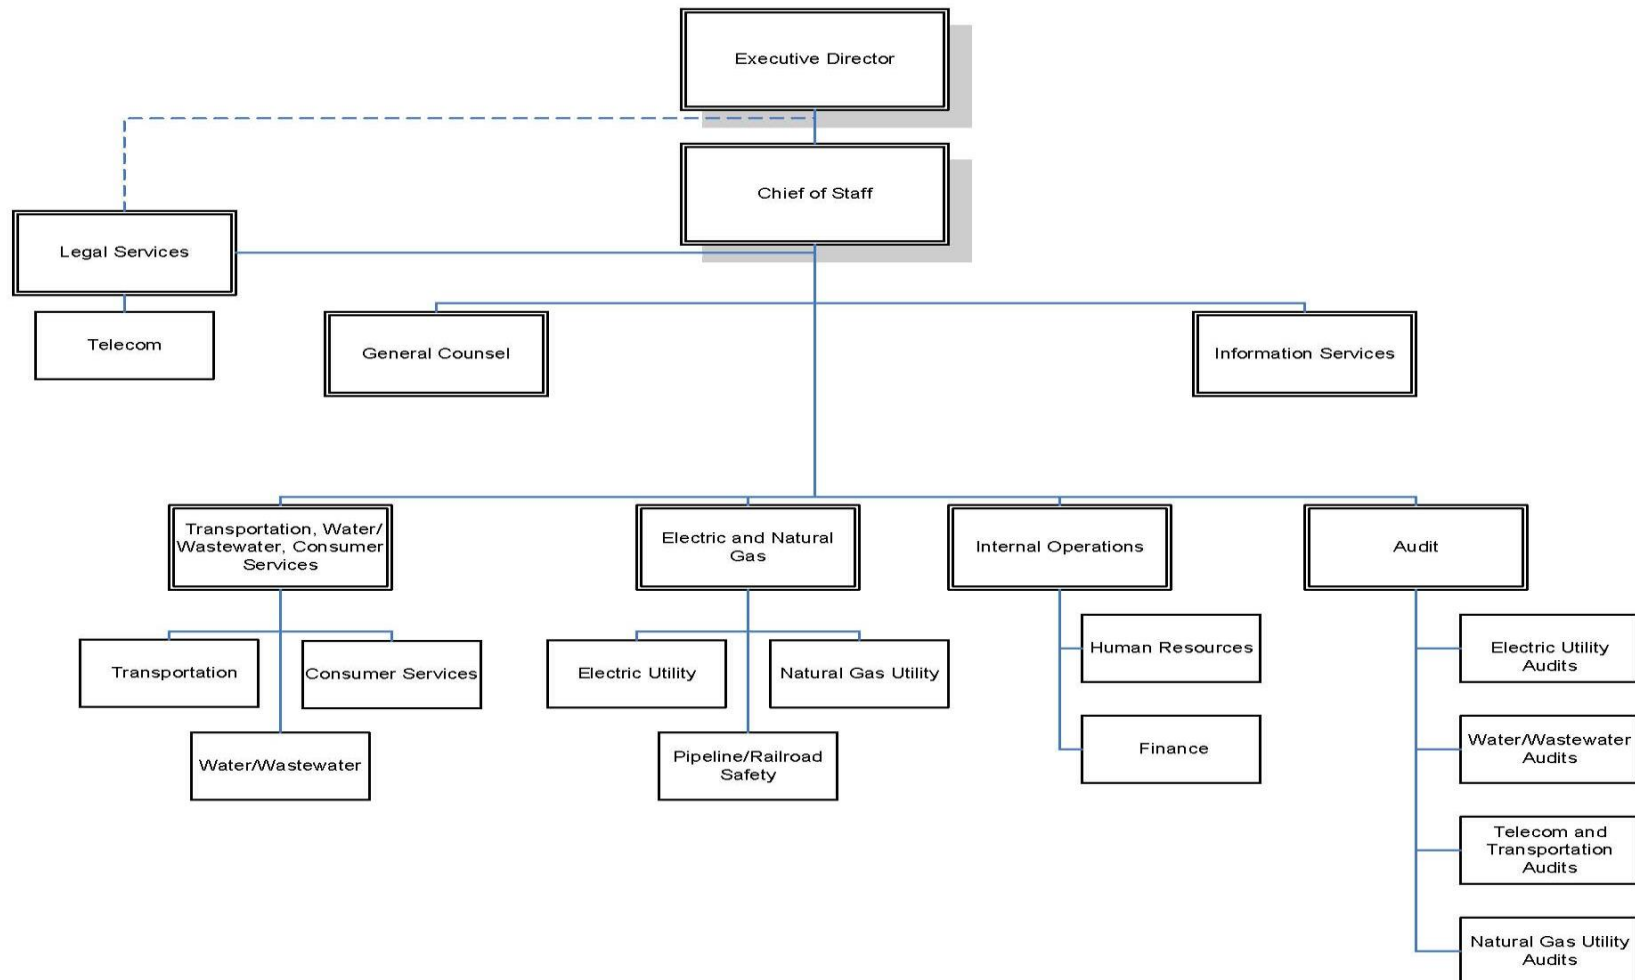 Executive Director
Chief of Staff
Legal Services
Telecom
General Counsel
Information Services
Transportation, Water/
Wastewater, Consumer
Services
Electric and Natural
Gas
Internal Operations
Audit
Transportation
Consumer Services
Water/Wastewater
Electric Utility
Natural Gas Utility
Pipeline/Railroad
Safety
Human Resources
Finance
Electric Utility
Audits
Water/Wastewater
Audits
Telecom and
Transportation
Audits
Natural Gas Utility
Audits